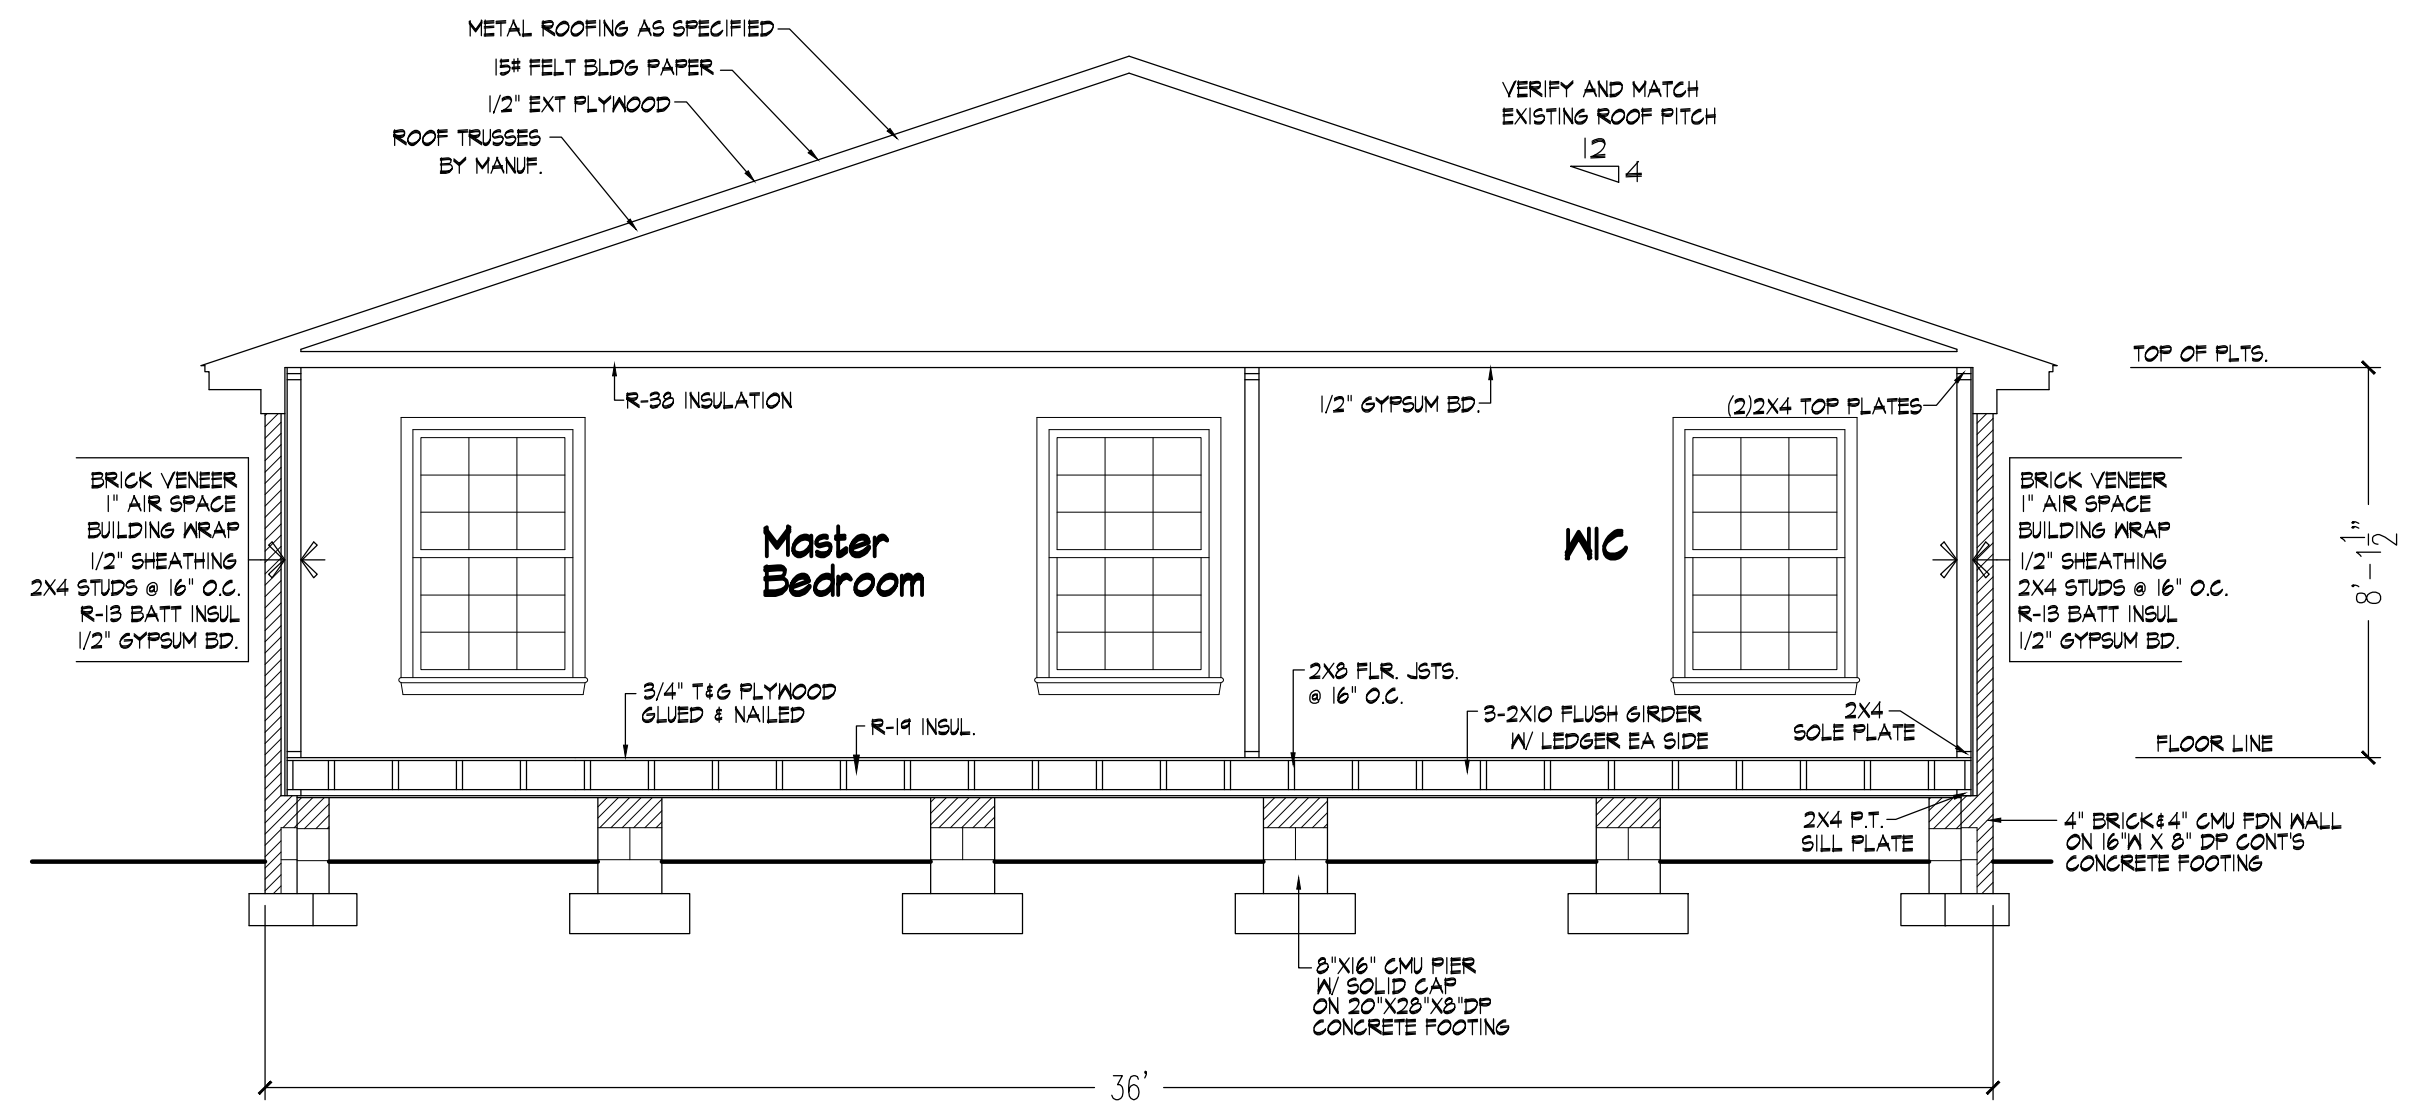 METAL ROOFING AS SPECIFIED
15# FELT BLDG PAPER
1/2" EXT PLYWOOD
ROOF TRUSSES
BY MANUF.
VERIFY AND MATCH
EXISTING ROOF PITCH
12
4
TOP OF PLTS.
R-38 INSULATION
1/2" GYPSUM BD.
(2)2X4 TOP PLATES
BRICK VENEER
1" AIR SPACE
BUILDING WRAP
1/2" SHEATHING
2X4 STUDS @ 16" O.C.
R-13 BATT INSUL
1/2" GYPSUM BD.
Master
Bedroom
WIC
BRICK VENEER
1" AIR SPACE
BUILDING WRAP
1/2" SHEATHING
2X4 STUDS @ 16" O.C.
R-13 BATT INSUL
1/2" GYPSUM BD.
8'-1 1/2"
3/4" T&G PLYWOOD
GLUED & NAILED
R-19 INSUL.
2X8 FLR. JSTS.
@ 16" O.C.
3-2X10 FLUSH GIRDER
W/ LEDGER EA SIDE
2X4
SOLE PLATE
FLOOR LINE
2X4 P.T.
SILL PLATE
4" BRICK&4" CMU FDN WALL
ON 16"W X 8" DP CONT'S
CONCRETE FOOTING
8"X16" CMU PIER
W/ SOLID CAP
ON 20"X28"X8"DP
CONCRETE FOOTING
36'